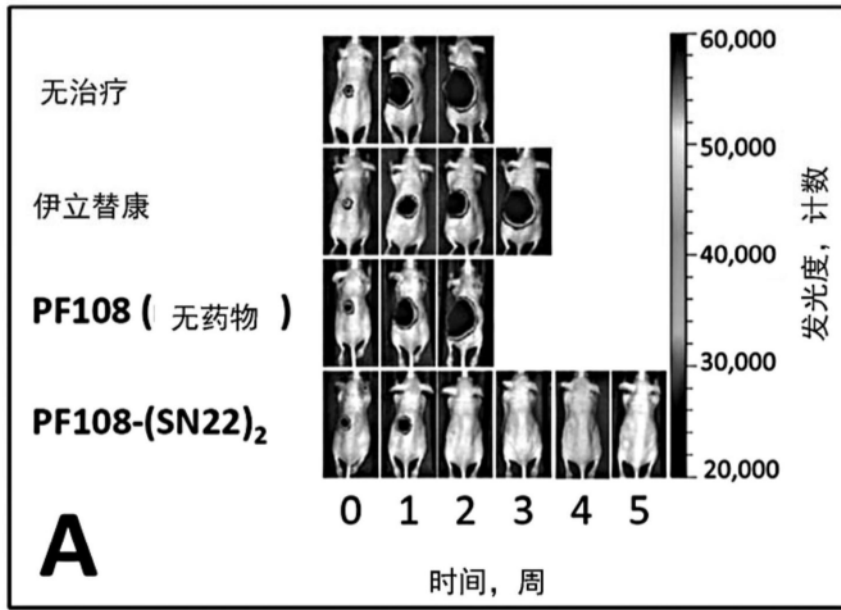 无治疗
伊立替康
PF108 ( 无药物 )
PF108-(SN22)₂
60,000
50,000
40,000
30,000
20,000
发光度，计数
0 1 2 3 4 5
时间，周
A